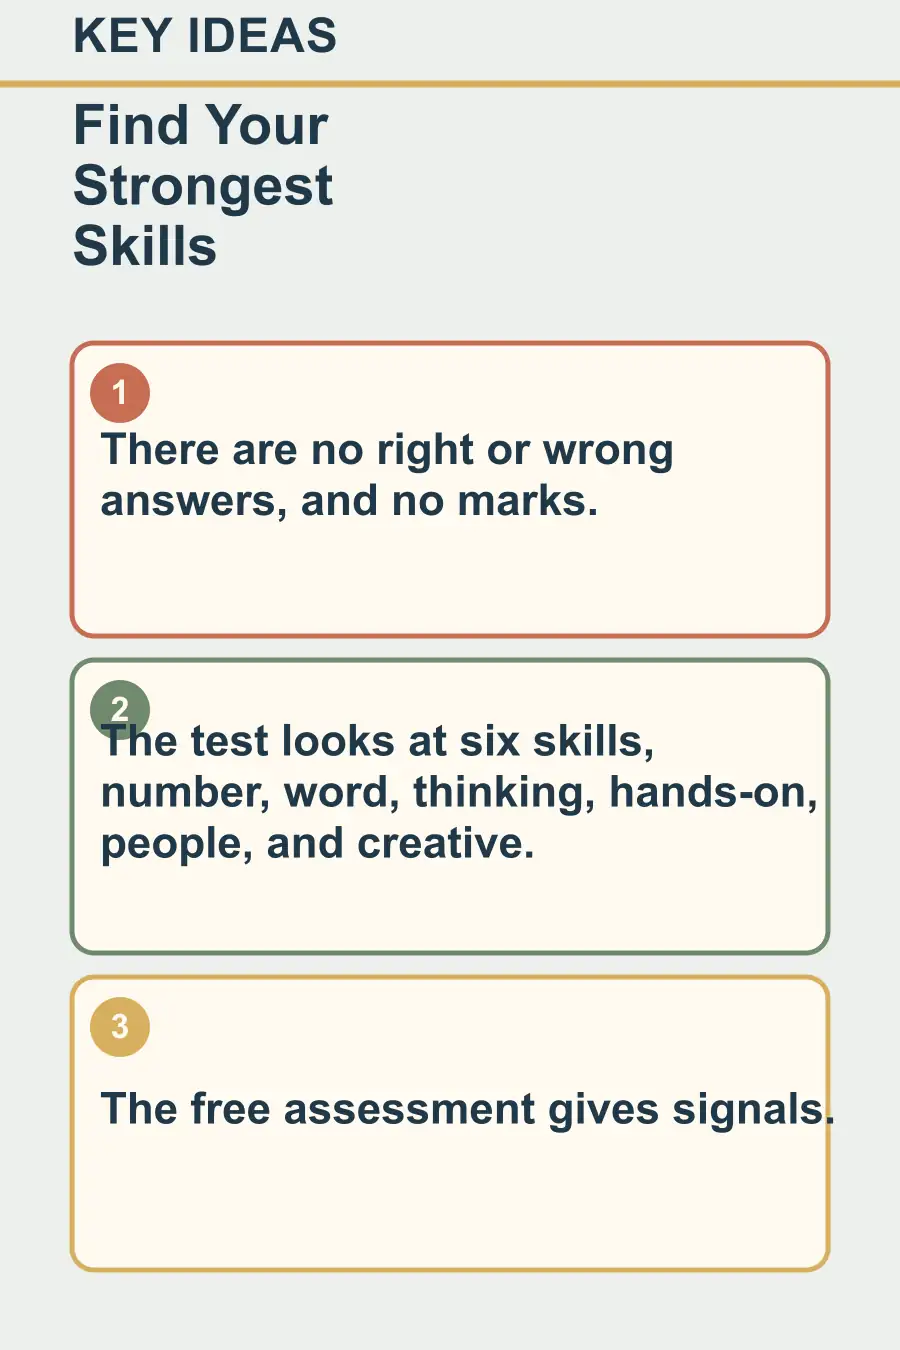 KEY IDEAS
Find Your
Strongest
Skills
1
There are no right or wrong
answers, and no marks.
2
The test looks at six skills,
number, word, thinking, hands-on,
people, and creative.
3
The free assessment gives signals.